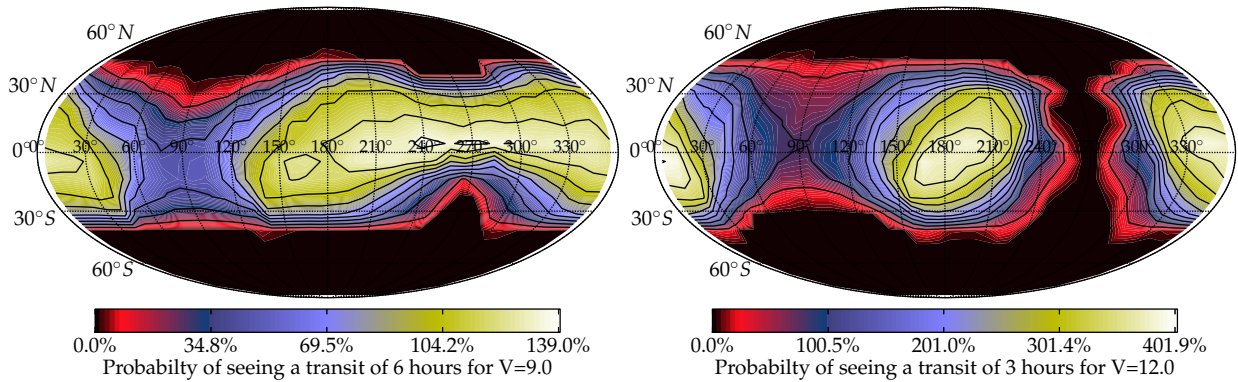 60°N
30°N
0° 0° 30° 60° 90° 120° 150° 180° 210° 240° 270° 300° 330°
30°S
60°S
0.0% 34.8% 69.5% 104.2% 139.0%
Probabilty of seeing a transit of 6 hours for V=9.0
60°N
30°N
0° 0° 30° 60° 90° 120° 150° 180° 210° 240° 300° 330°
30°S
60°S
0.0% 100.5% 201.0% 301.4% 401.9%
Probabilty of seeing a transit of 3 hours for V=12.0